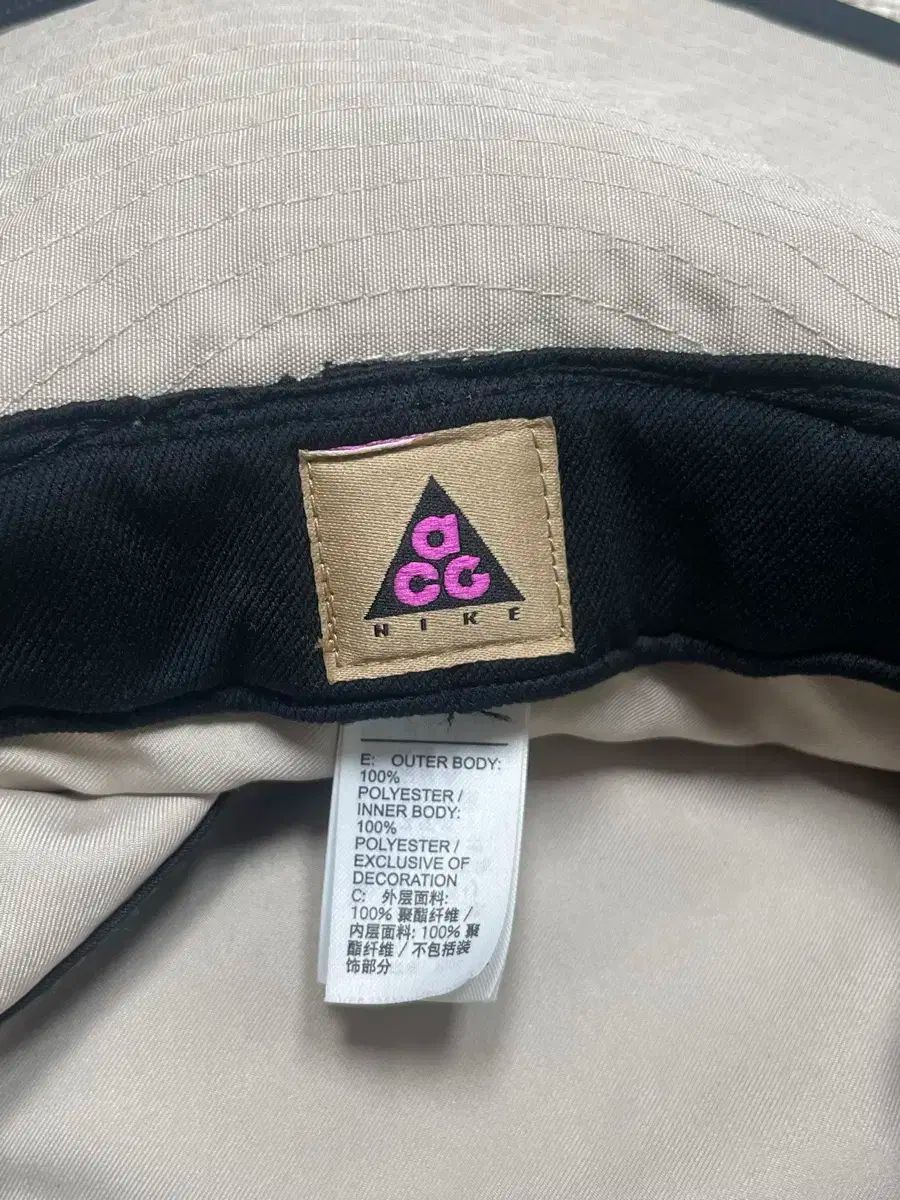 a
cc
NIKE
E: OUTER BODY:
100%
POLYESTER /
INNER BODY:
100%
POLYESTER /
EXCLUSIVE OF
DECORATION
C: 外层面料:
100% 聚酯纤维 /
内层面料: 100% 聚
酯纤维 / 不包括装
饰部分